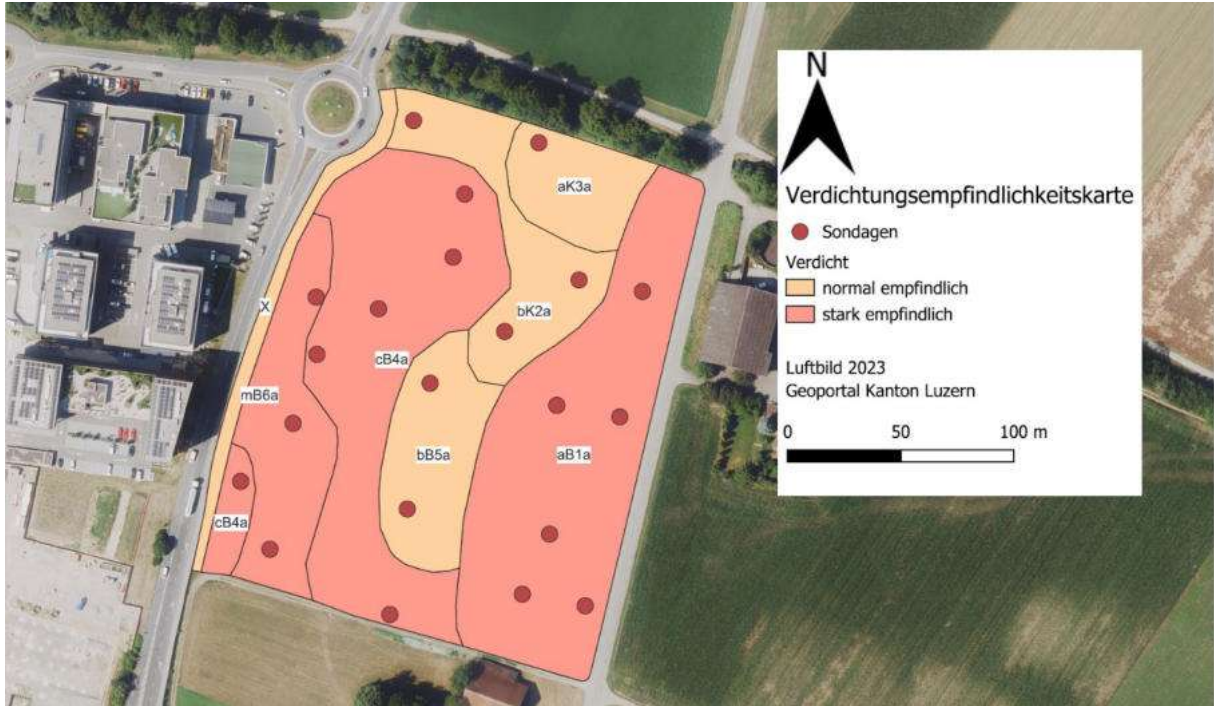 N
Verdichtungsempfindlichkeitskarte
Sondagen
Verdicht
normal empfindlich
stark empfindlich
Luftbild 2023
Geoportal Kanton Luzern
0 50 100 m
aK3a
X
bK2a
cB4a
mB6a
bB5a
aB1a
cB4a